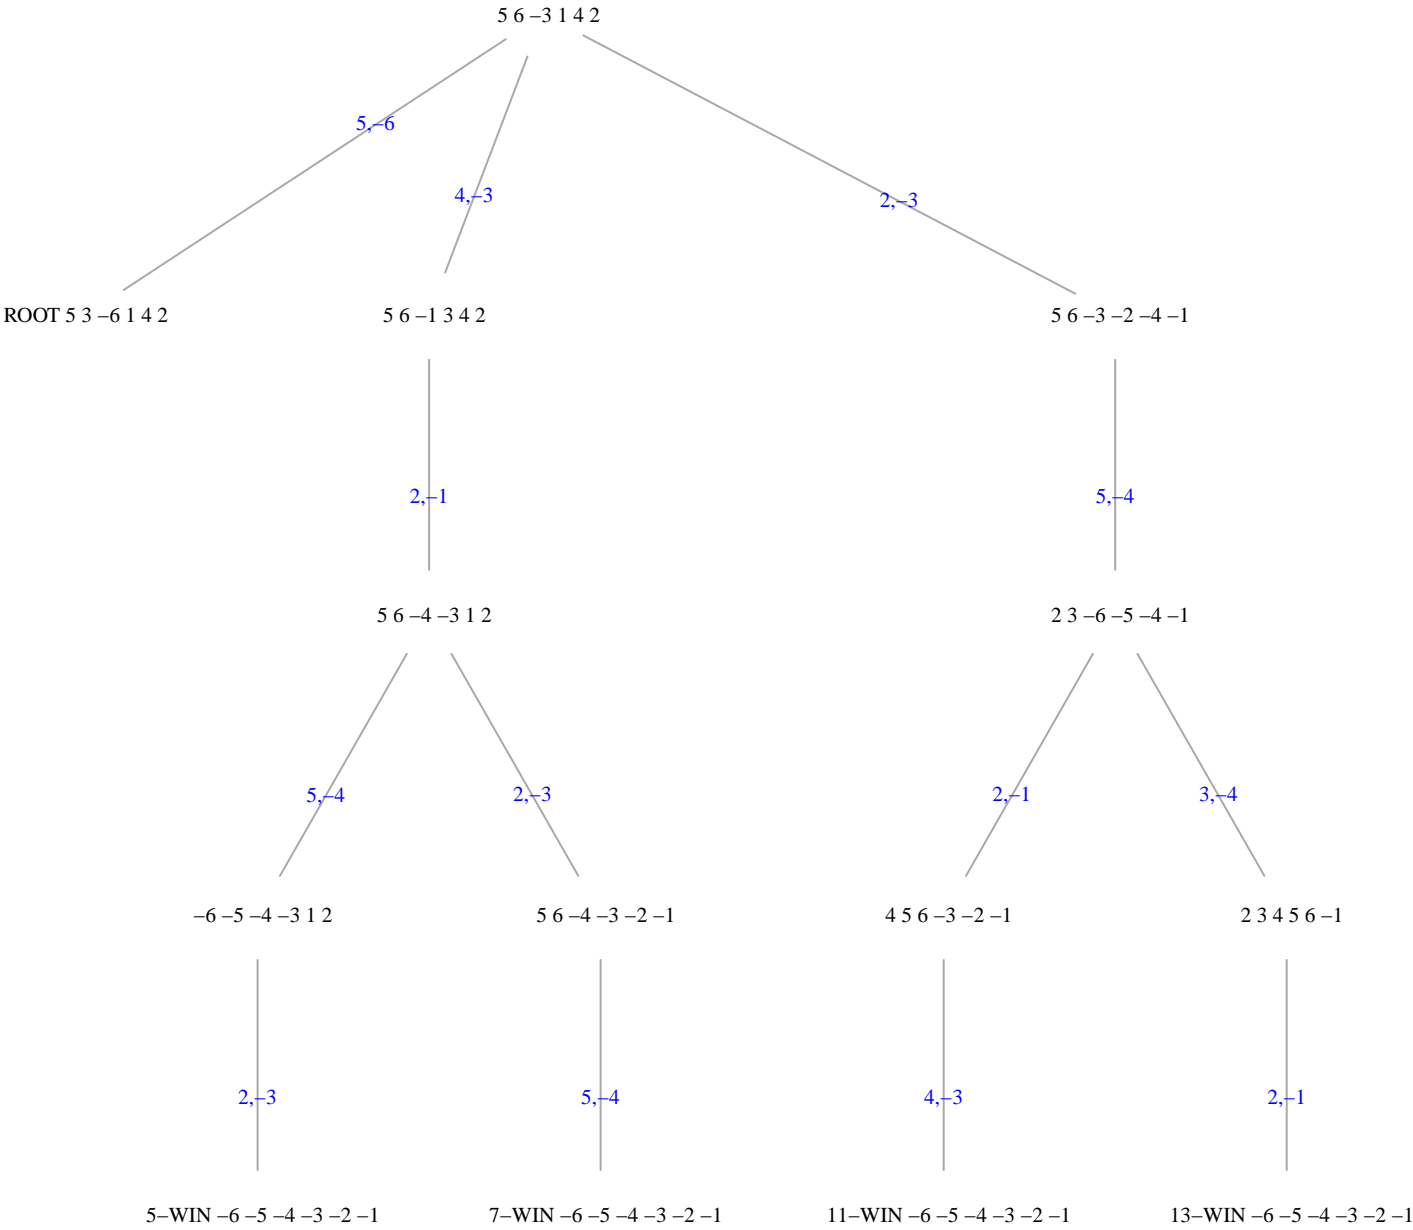 5 6 –3 1 4 2
5,–6
4,–3
2,–3
ROOT 5 3 –6 1 4 2
5 6 –1 3 4 2
5 6 –3 –2 –4 –1
2,–1
5,–4
5 6 –4 –3 1 2
2 3 –6 –5 –4 –1
5,–4
2,–3
2,–1
3,–4
–6 –5 –4 –3 1 2
5 6 –4 –3 –2 –1
4 5 6 –3 –2 –1
2 3 4 5 6 –1
2,–3
5,–4
4,–3
2,–1
5–WIN –6 –5 –4 –3 –2 –1
7–WIN –6 –5 –4 –3 –2 –1
11–WIN –6 –5 –4 –3 –2 –1
13–WIN –6 –5 –4 –3 –2 –1